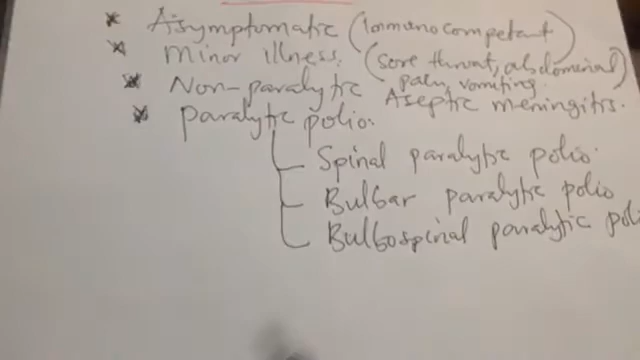 * Asymptomatic (Immunocompetent)
* Minor illness. (Sore throat, abdominal pain, vomiting.
* Non-paralytic Aseptic meningitis.
* Paralytic polio.
Spinal paralytic polio.
Bulbar paralytic polio
Bulbospinal paralytic poli